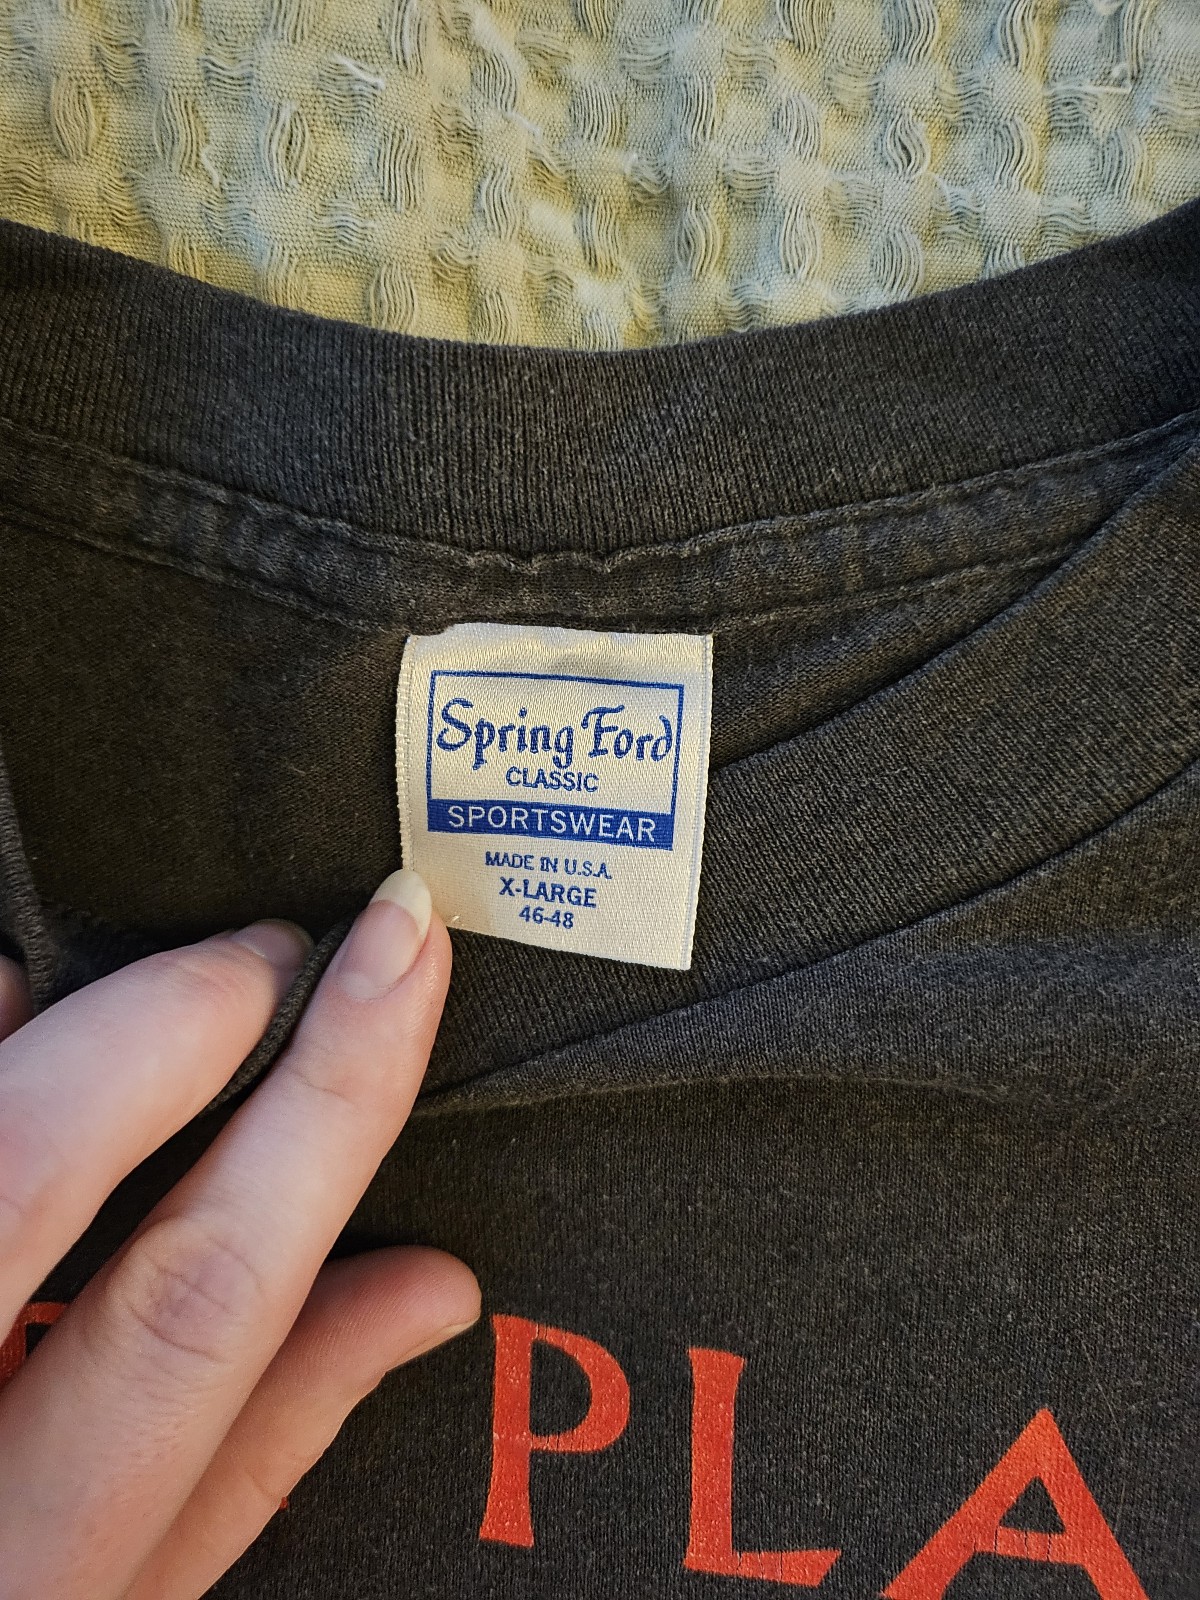 Spring Ford
CLASSIC
SPORTSWEAR
MADE IN U.S.A.
X-LARGE
46-48
PLA